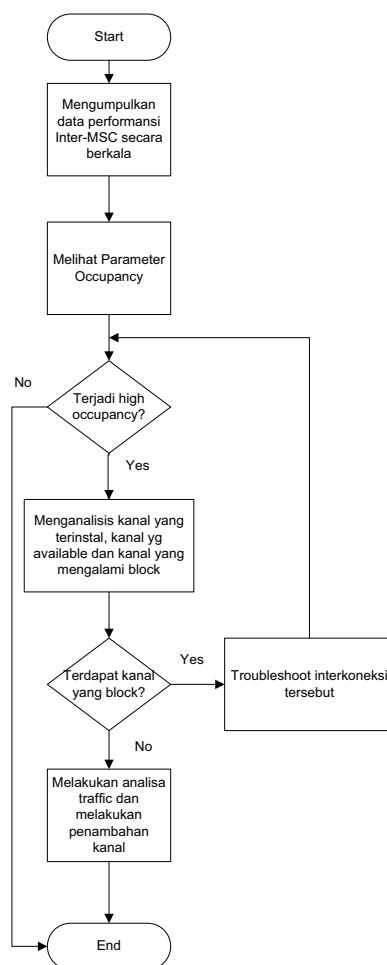 Start
Mengumpulkan
data performansi
Inter-MSC secara
berkala
Melihat Parameter
Occupancy
No
Terjadi high
occupancy?
Yes
Menganalisis kanal yang
terinstal, kanal yg
available dan kanal yang
mengalami block
Terdapat kanal
yang block?
Yes
Troubleshoot interkoneksi
tersebut
No
Melakukan analisa
traffic dan
melakukan
penambahan
kanal
End